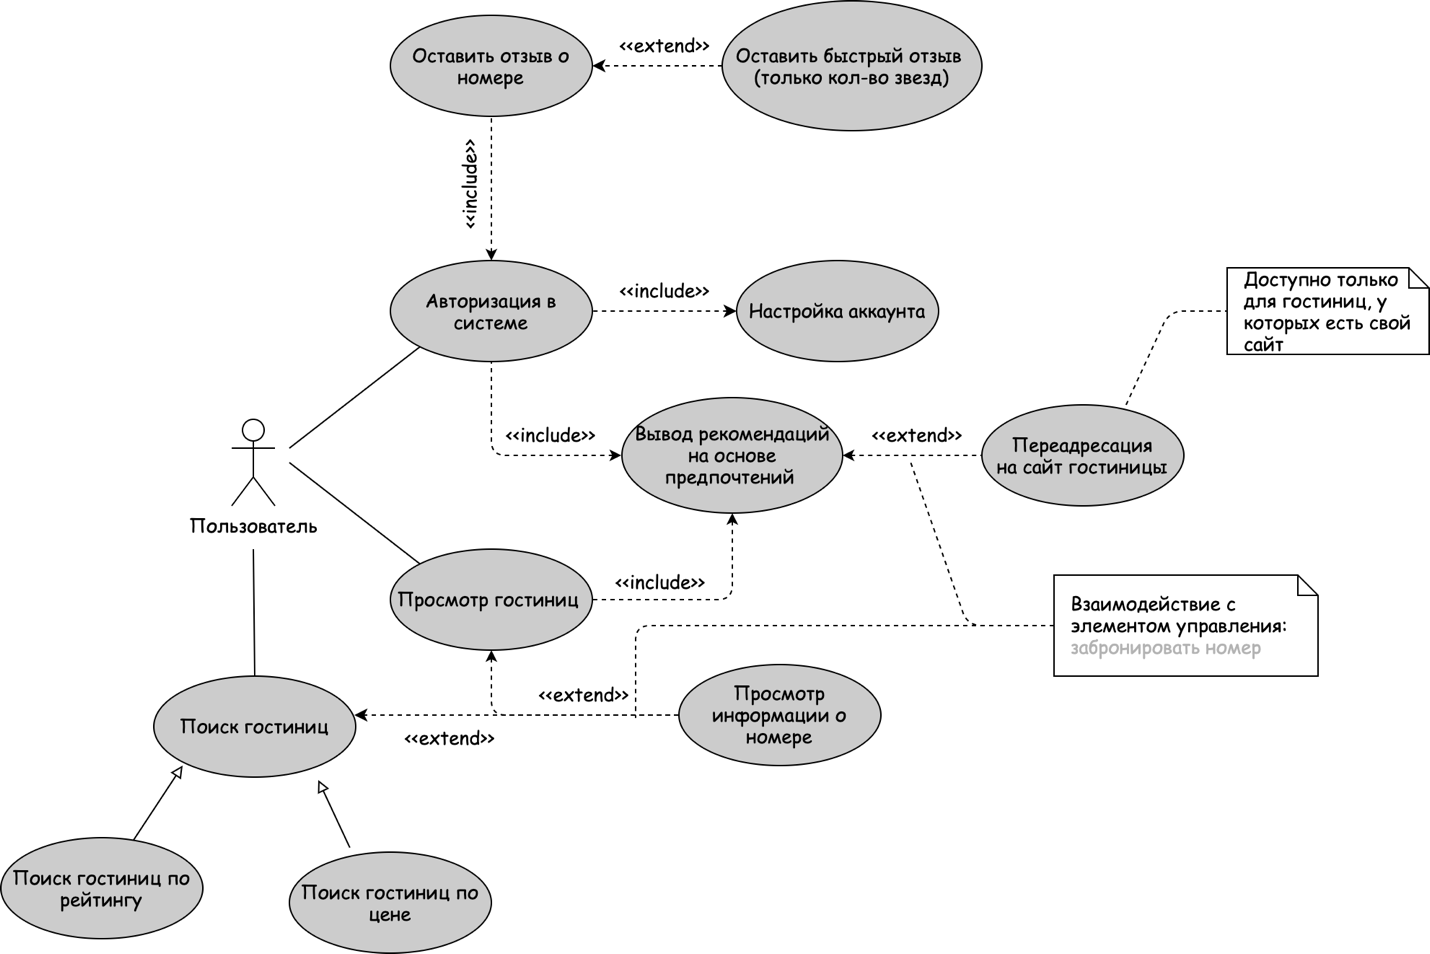 Оставить отзыв о
номере
<<extend>>
Оставить быстрый отзыв
(только кол-во звезд)
<<include>>
Авторизация в
системе
<<include>>
Настройка аккаунта
Доступно только
для гостиниц, у
которых есть свой
сайт
<<include>>
Вывод рекомендаций
на основе
предпочтений
<<extend>>
Переадресация
на сайт гостиницы
Пользователь
Просмотр гостиниц
<<include>>
Взаимодействие с
элементом управления:
забронировать номер
<<extend>>
Просмотр
информации о
номере
Поиск гостиниц
<<extend>>
Поиск гостиниц по
рейтингу
Поиск гостиниц по
цене